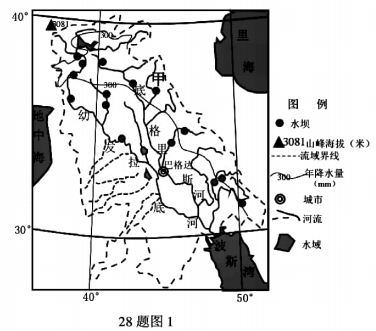 40°
3081
300
里
海
甲
底
300
图 例
水坝
幼
地
中
海
格
3081山峰海拔（米）
发
里
流域界线
拉
巴格达
斯
300 年降水量
(mm)
河
城市
底
河流
河
30°
波
斯
湾
水域
40°
50°
28 题图 1